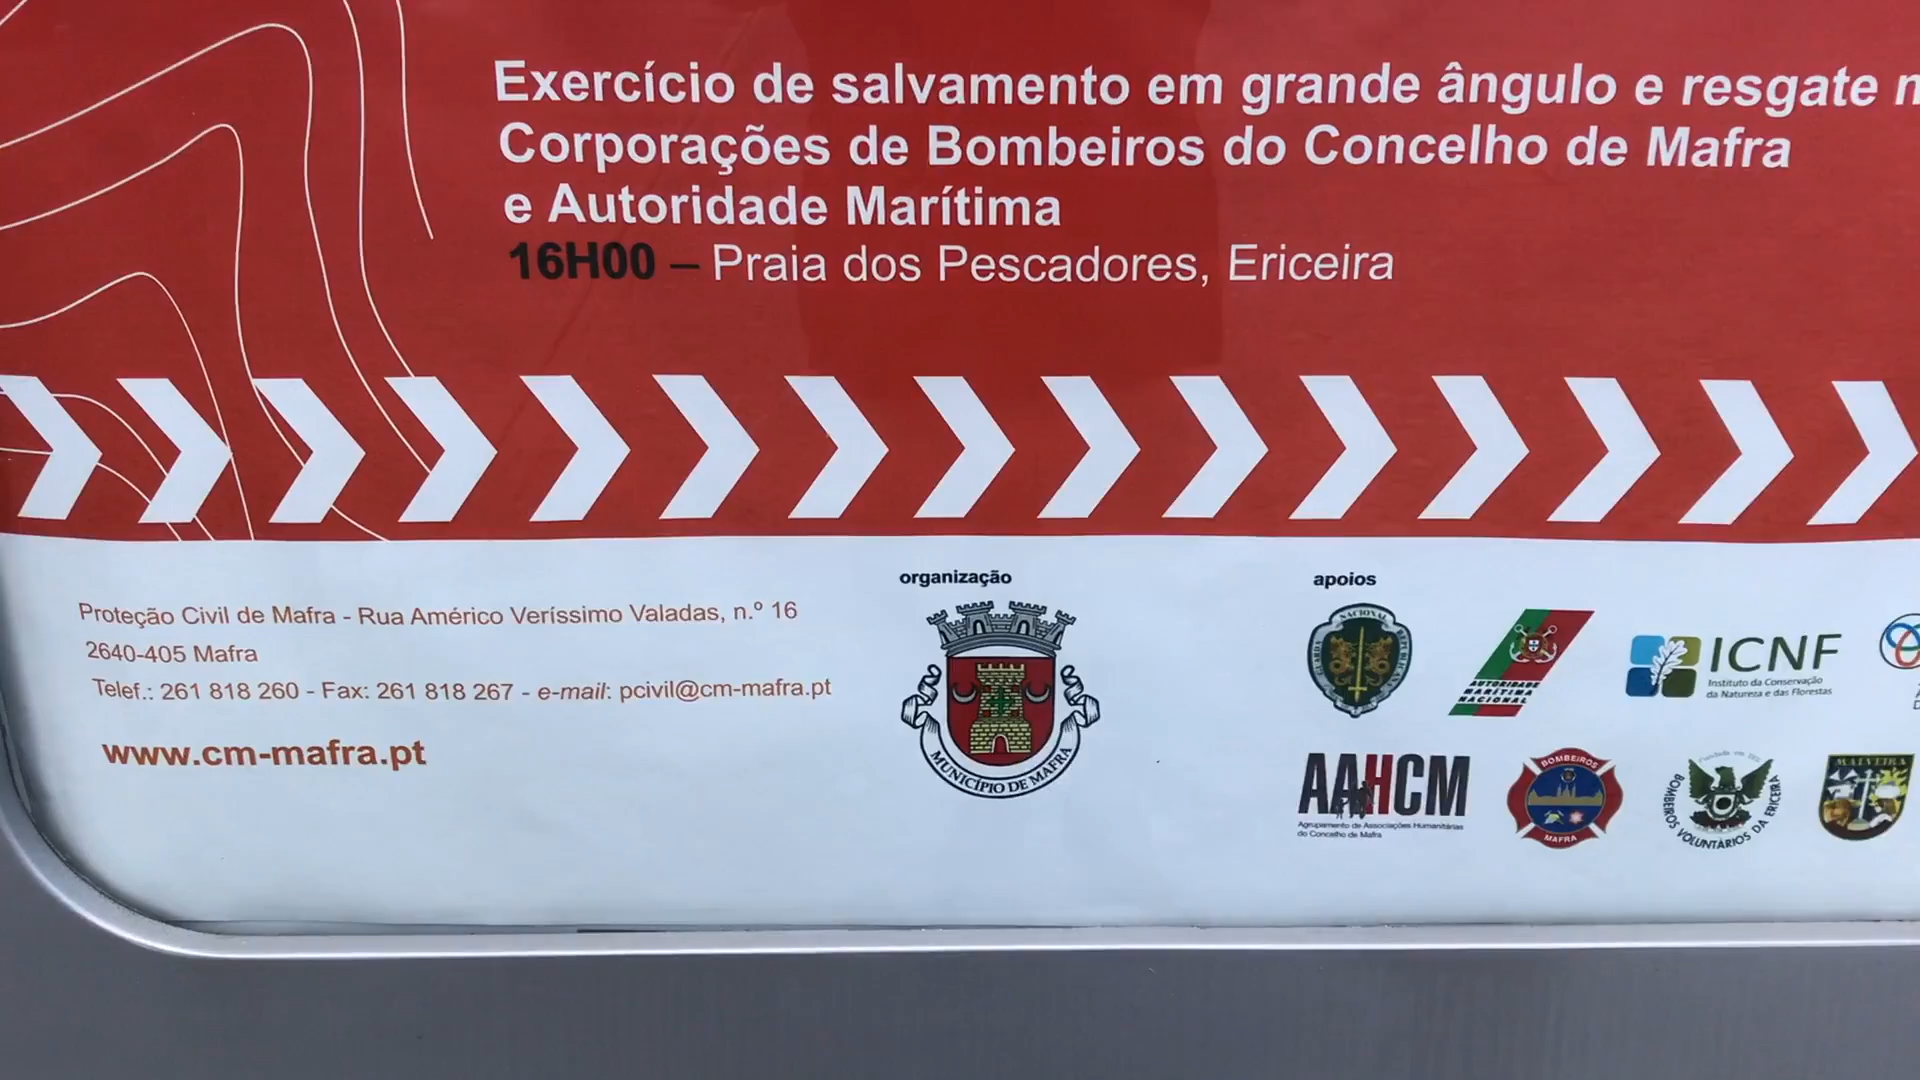 Exercício de salvamento em grande ângulo e resgate
Corporações de Bombeiros do Concelho de Mafra
e Autoridade Marítima
16H00 – Praia dos Pescadores, Ericeira
organização
apoios
Proteção Civil de Mafra - Rua Américo Veríssimo Valadas, n.º 16
2640-405 Mafra
Telef.: 261 818 260 - Fax: 261 818 267 - e-mail: pcivil@cm-mafra.pt
www.cm-mafra.pt
MUNICÍPIO DE MAFRA
NACIONAL
AUTORIDADE
MARÍTIMA
NACIONAL
ICNF
Instituto da Conservação
da Natureza e das Florestas
AAHCM
Agrupamento de Associações Humanitárias
do Concelho de Mafra
BOMBEIROS
MAFRA
BOMBEIROS VOLUNTÁRIOS DA ERICEIRA
MALVEIRA